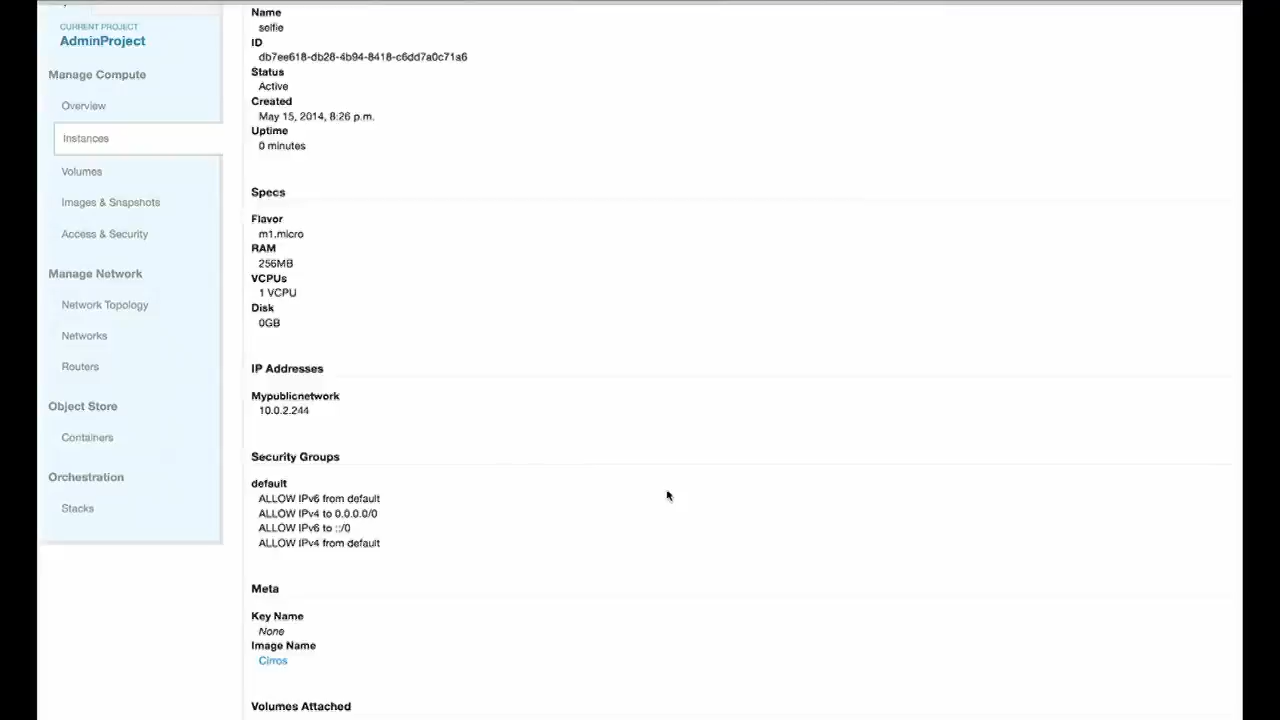 CURRENT PROJECT
AdminProject
Manage Compute
Overview
Instances
Volumes
Images & Snapshots
Access & Security
Manage Network
Network Topology
Networks
Routers
Object Store
Containers
Orchestration
Stacks
Name
selfie
ID
db7ee618-db28-4b94-8418-c6dd7a0c71a6
Status
Active
Created
May 15, 2014, 8:26 p.m.
Uptime
0 minutes
Specs
Flavor
m1.micro
RAM
256MB
VCPUs
1 VCPU
Disk
0GB
IP Addresses
Mypublicnetwork
10.0.2.244
Security Groups
default
ALLOW IPv6 from default
ALLOW IPv4 to 0.0.0.0/0
ALLOW IPv6 to ::/0
ALLOW IPv4 from default
Meta
Key Name
None
Image Name
Cirros
Volumes Attached